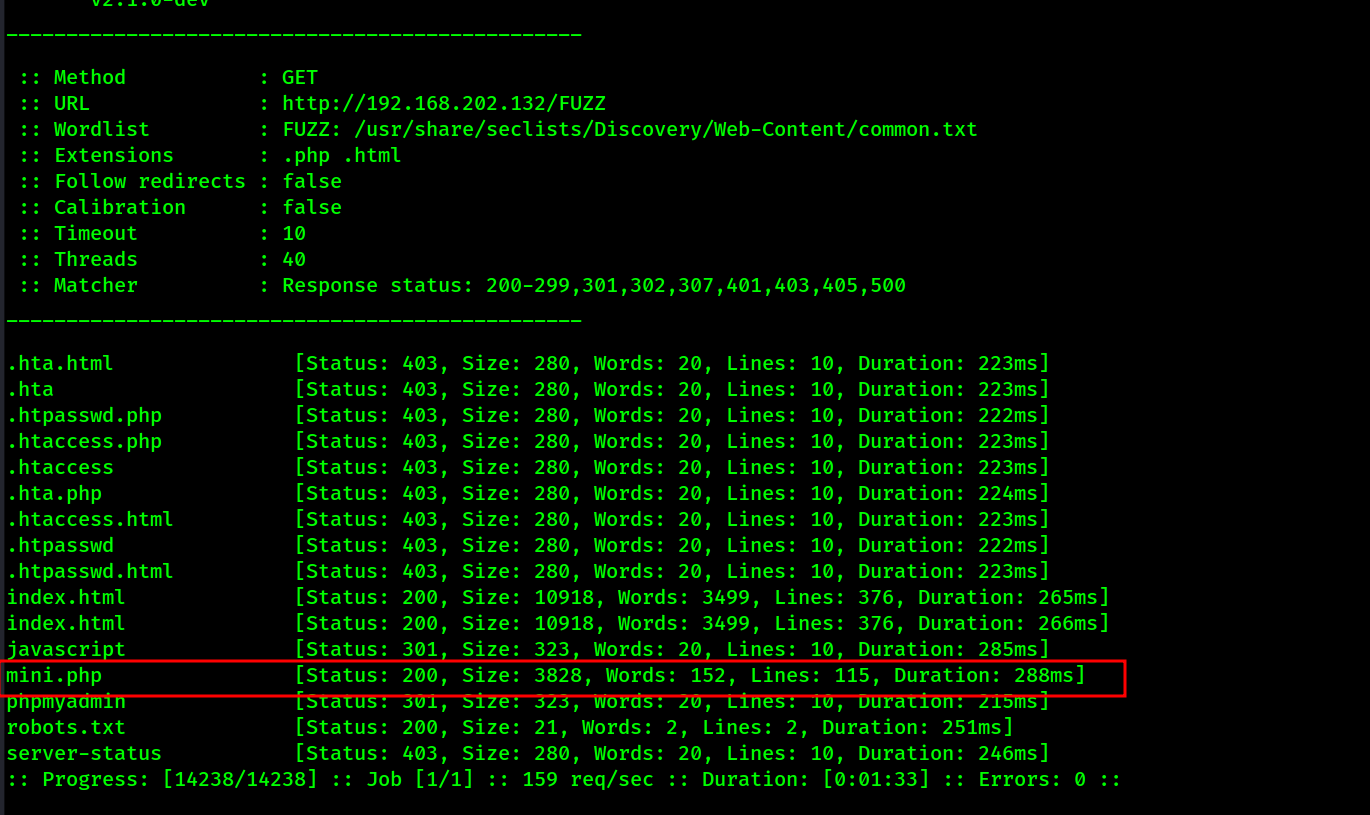 v2.1.0-dev
________________________________________________
:: Method           : GET
:: URL              : http://192.168.202.132/FUZZ
:: Wordlist         : FUZZ: /usr/share/seclists/Discovery/Web-Content/common.txt
:: Extensions       : .php .html
:: Follow redirects : false
:: Calibration      : false
:: Timeout          : 10
:: Threads          : 40
:: Matcher          : Response status: 200-299,301,302,307,401,403,405,500
________________________________________________
.hta.html               [Status: 403, Size: 280, Words: 20, Lines: 10, Duration: 223ms]
.hta                    [Status: 403, Size: 280, Words: 20, Lines: 10, Duration: 223ms]
.htpasswd.php           [Status: 403, Size: 280, Words: 20, Lines: 10, Duration: 222ms]
.htaccess.php           [Status: 403, Size: 280, Words: 20, Lines: 10, Duration: 223ms]
.htaccess               [Status: 403, Size: 280, Words: 20, Lines: 10, Duration: 223ms]
.hta.php                [Status: 403, Size: 280, Words: 20, Lines: 10, Duration: 224ms]
.htaccess.html          [Status: 403, Size: 280, Words: 20, Lines: 10, Duration: 223ms]
.htpasswd               [Status: 403, Size: 280, Words: 20, Lines: 10, Duration: 222ms]
.htpasswd.html          [Status: 403, Size: 280, Words: 20, Lines: 10, Duration: 223ms]
index.html              [Status: 200, Size: 10918, Words: 3499, Lines: 376, Duration: 265ms]
index.html              [Status: 200, Size: 10918, Words: 3499, Lines: 376, Duration: 266ms]
javascript              [Status: 301, Size: 323, Words: 20, Lines: 10, Duration: 285ms]
mini.php                [Status: 200, Size: 3828, Words: 152, Lines: 115, Duration: 288ms]
phpmyadmin              [Status: 301, Size: 323, Words: 20, Lines: 10, Duration: 215ms]
robots.txt              [Status: 200, Size: 21, Words: 2, Lines: 2, Duration: 251ms]
server-status           [Status: 403, Size: 280, Words: 20, Lines: 10, Duration: 246ms]
:: Progress: [14238/14238] :: Job [1/1] :: 159 req/sec :: Duration: [0:01:33] :: Errors: 0 ::